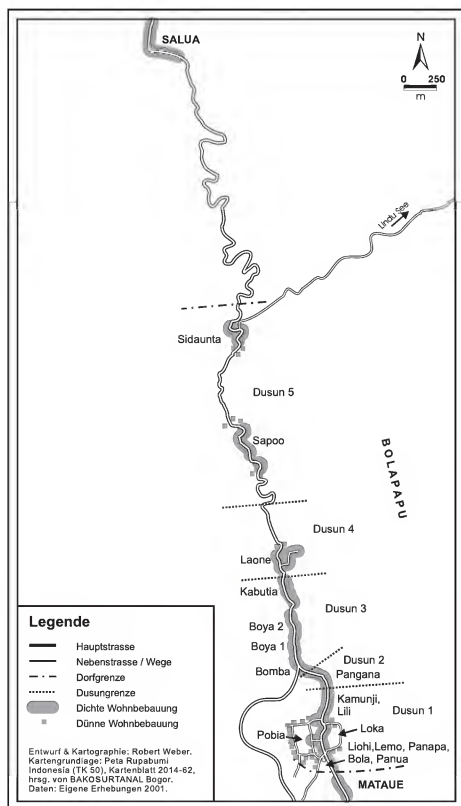 SALUA
N
0 250
m
Lindu See
Sidaunta
Dusun 5
Sapoo
BOLAPAPU
Dusun 4
Laone
Kabutia
Dusun 3
Boya 2
Boya 1
Dusun 2
Bomba
Pangana
Kamunji,
Lili
Dusun 1
Loka
Pobia
Liohi,Lemo, Panapa,
Bola, Panua
MATAUE
Legende
Hauptstrasse
Nebenstrasse / Wege
Dorfgrenze
Dusungrenze
Dichte Wohnbebauung
Dünne Wohnbebauung
Entwurf & Kartographie: Robert Weber.
Kartengrundlage: Peta Rupabumi
Indonesia (TK 50), Kartenblatt 2014-62,
hrsg. von BAKOSURTANAL Bogor.
Daten: Eigene Erhebungen 2001.